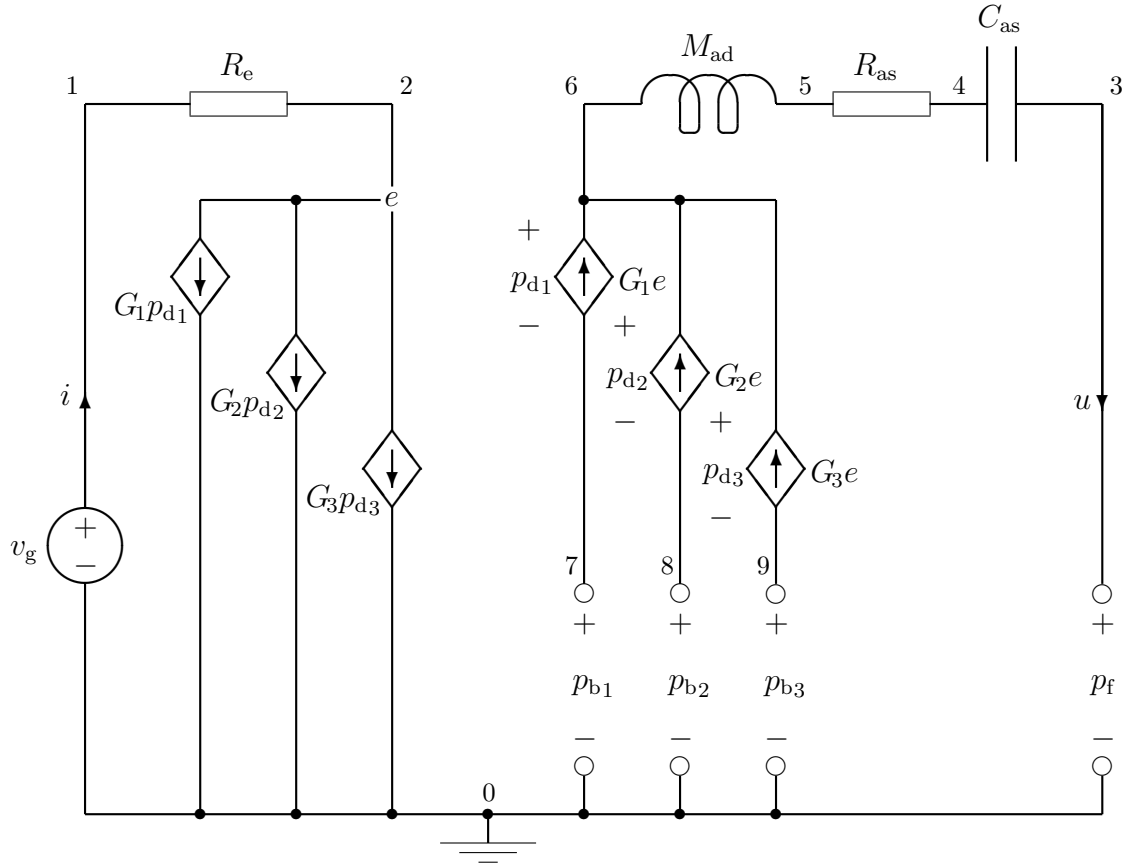 C_as
M_ad
1 R_e 2 6 5 R_as 4 3
e
+
p_d1 G_1e
G_1p_d1
− +
p_d2 G_2e
i G_2p_d2 u
− +
p_d3 G_3e
G_3p_d3
+ −
v_g
− 7 8 9
+ + + +
p_b1 p_b2 p_b3 p_f
− − − −
0